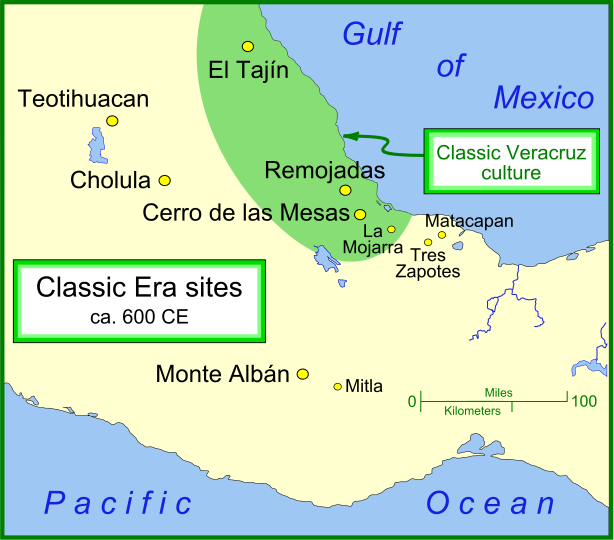 Gulf
of
Mexico
El Tajín
Teotihuacan
Classic Veracruz
culture
Remojadas
Cholula
Cerro de las Mesas
Matacapan
La
Mojarra
Tres
Zapotes
Classic Era sites
ca. 600 CE
Monte Albán
Mitla
Miles
0
100
Kilometers
Pacific
Ocean